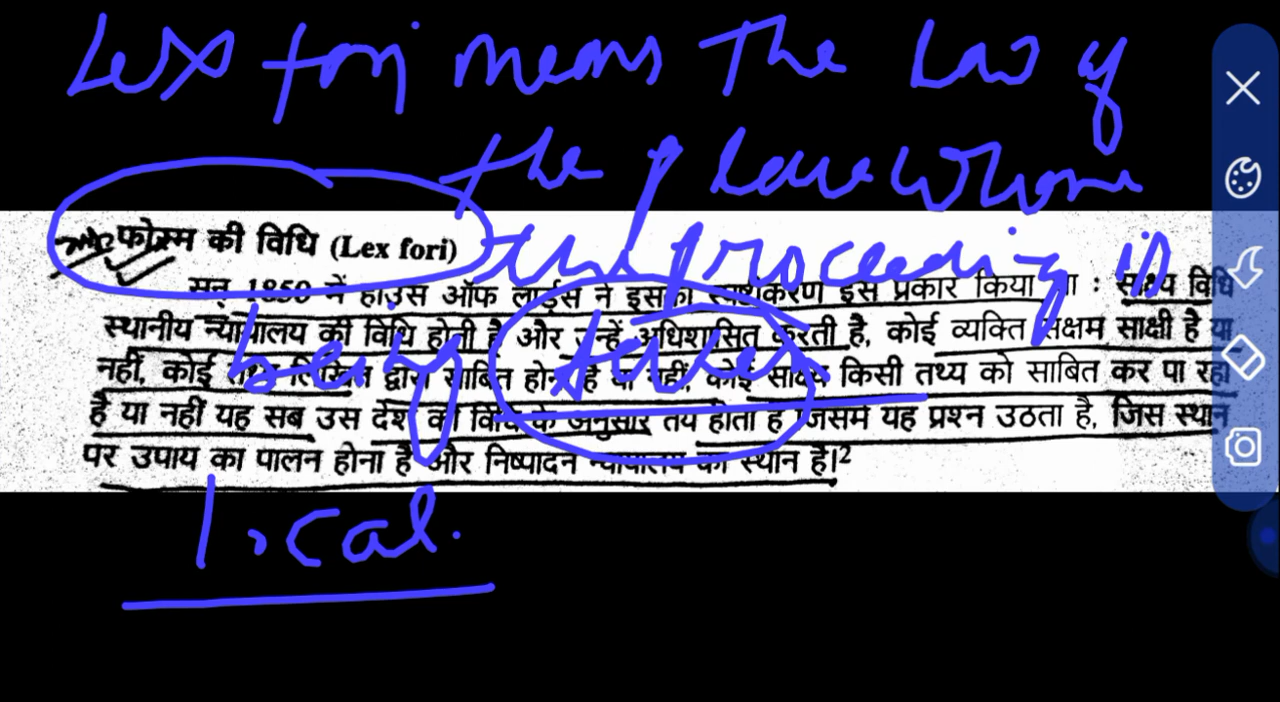 Lex fori means The Law of
the place where
फोरम की विधि (Lex fori)
the proceeding is
सन् 1850 में हाउस ऑफ लार्ड्स ने इसका स्पष्टीकरण इस प्रकार किया था : साक्ष्य विधि
स्थानीय न्यायालय की विधि होती है और उन्हें अधिशासित करती है, कोई व्यक्ति सक्षम साक्षी है या
नहीं, कोई तथ्य लिखित द्वारा साबित होना है या नहीं, कोई साक्ष्य किसी तथ्य को साबित कर पा रहा
being taken
है या नहीं यह सब उस देश की विधि के अनुसार तय होता है जिसमें यह प्रश्न उठता है, जिस स्थान
पर उपाय का पालन होना है और निष्पादन न्यायालय का स्थान है।2
local.